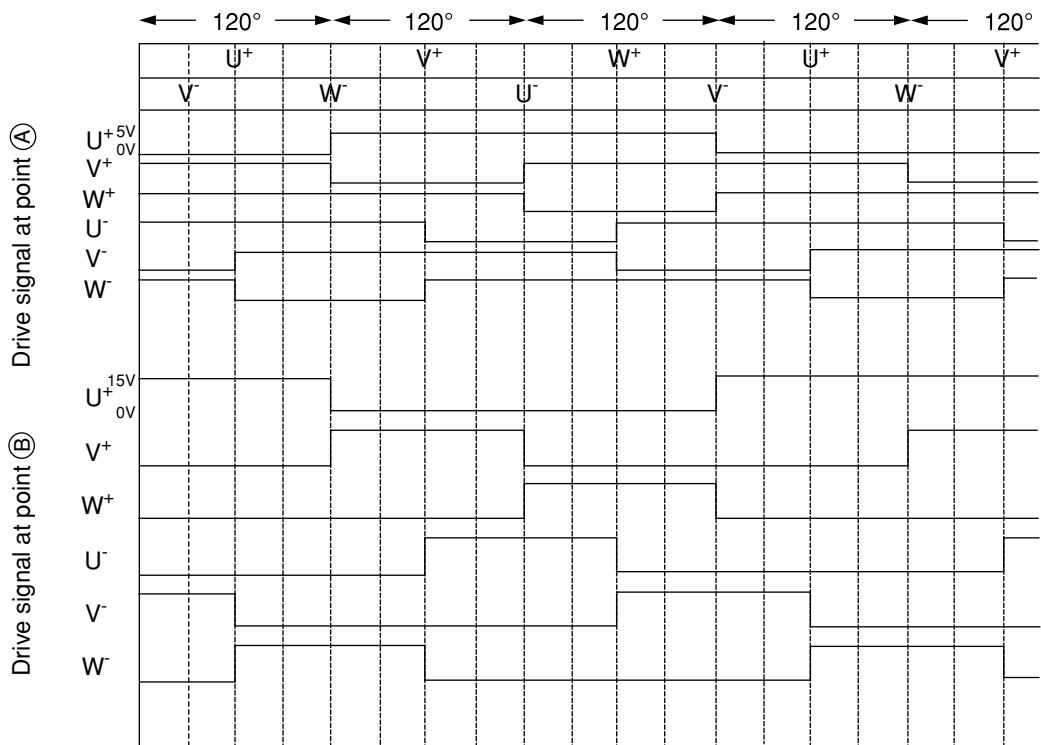 120° 120° 120° 120° 120°
U+ V+ W+ U+ V+
V- W- U- V- W-
Drive signal at point Ⓐ
U+ 5V
0V
V+
W+
U-
V-
W-
Drive signal at point Ⓑ
U+ 15V
0V
V+
W+
U-
V-
W-